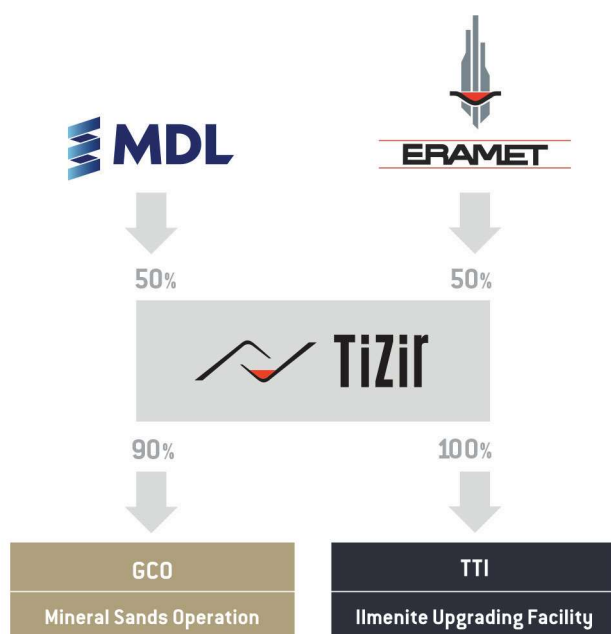 MDL
ERAMET
50% 50%
TiZir
90% 100%
GCO TTI
Mineral Sands Operation Ilmenite Upgrading Facility